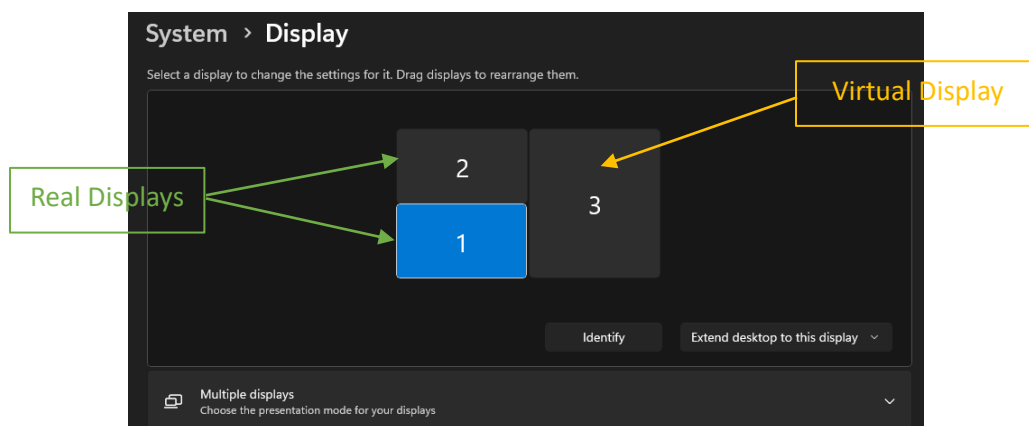 System > Display
Select a display to change the settings for it. Drag displays to rearrange them.
Virtual Display
2
3
Real Displays
1
Identify
Extend desktop to this display
Multiple displays
Choose the presentation mode for your displays